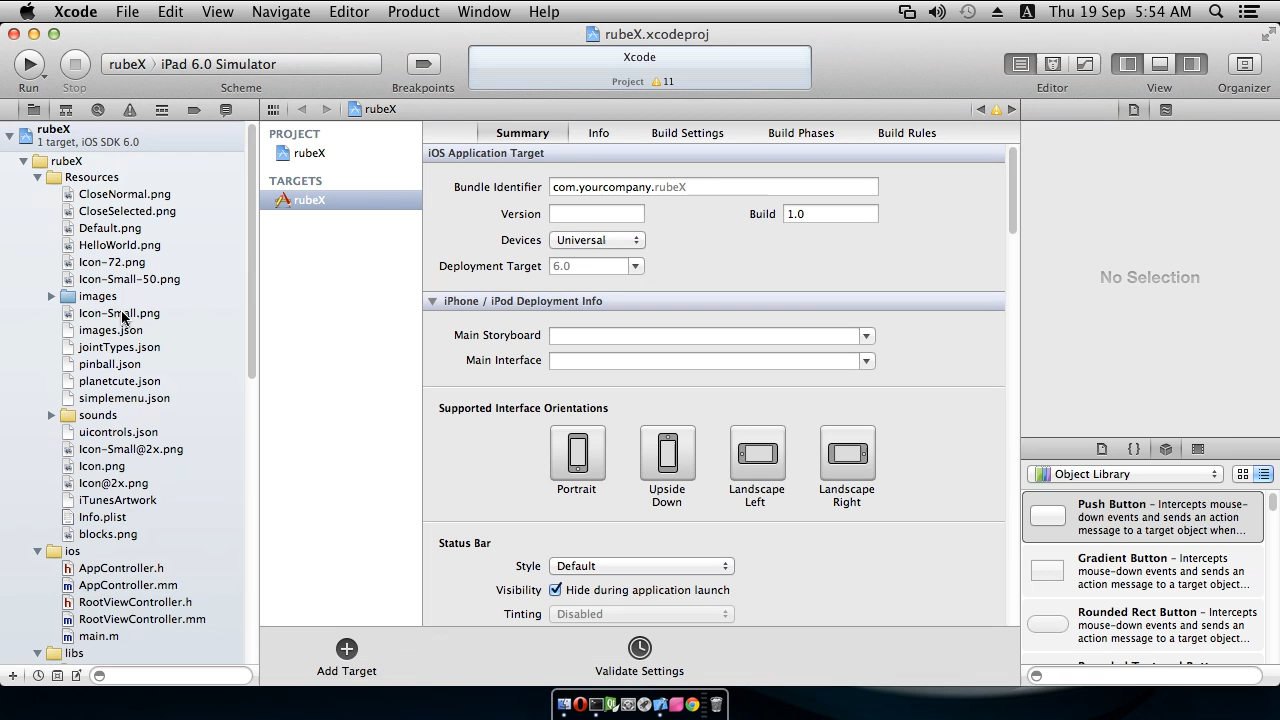 Xcode File Edit View Navigate Editor Product Window Help A Thu 19 Sep 5:54 AM
rubeX.xcodeproj
rubeX 〉 iPad 6.0 Simulator
Xcode
Project 11
Run Stop Scheme Breakpoints Editor View Organizer
rubeX
rubeX
1 target, iOS SDK 6.0
rubeX
Resources
CloseNormal.png
CloseSelected.png
Default.png
HelloWorld.png
Icon-72.png
Icon-Small-50.png
images
Icon-Small.png
images.json
jointTypes.json
pinball.json
planetcute.json
simplemenu.json
sounds
uicontrols.json
Icon-Small@2x.png
Icon.png
Icon@2x.png
iTunesArtwork
Info.plist
blocks.png
ios
AppController.h
AppController.mm
RootViewController.h
RootViewController.mm
main.m
libs
PROJECT
rubeX
TARGETS
rubeX
Summary Info Build Settings Build Phases Build Rules
iOS Application Target
Bundle Identifier com.yourcompany.rubeX
Version Build 1.0
Devices Universal
Deployment Target 6.0
iPhone / iPod Deployment Info
Main Storyboard
Main Interface
Supported Interface Orientations
Portrait
Upside
Down
Landscape
Left
Landscape
Right
Status Bar
Style Default
Visibility Hide during application launch
Tinting Disabled
Add Target Validate Settings
No Selection
{}
Object Library
Push Button – Intercepts mouse-
down events and sends an action
message to a target object when...
Gradient Button – Intercepts
mouse-down events and sends an
action message to a target object...
Rounded Rect Button – Intercepts
mouse-down events and sends an
action message to a target object...